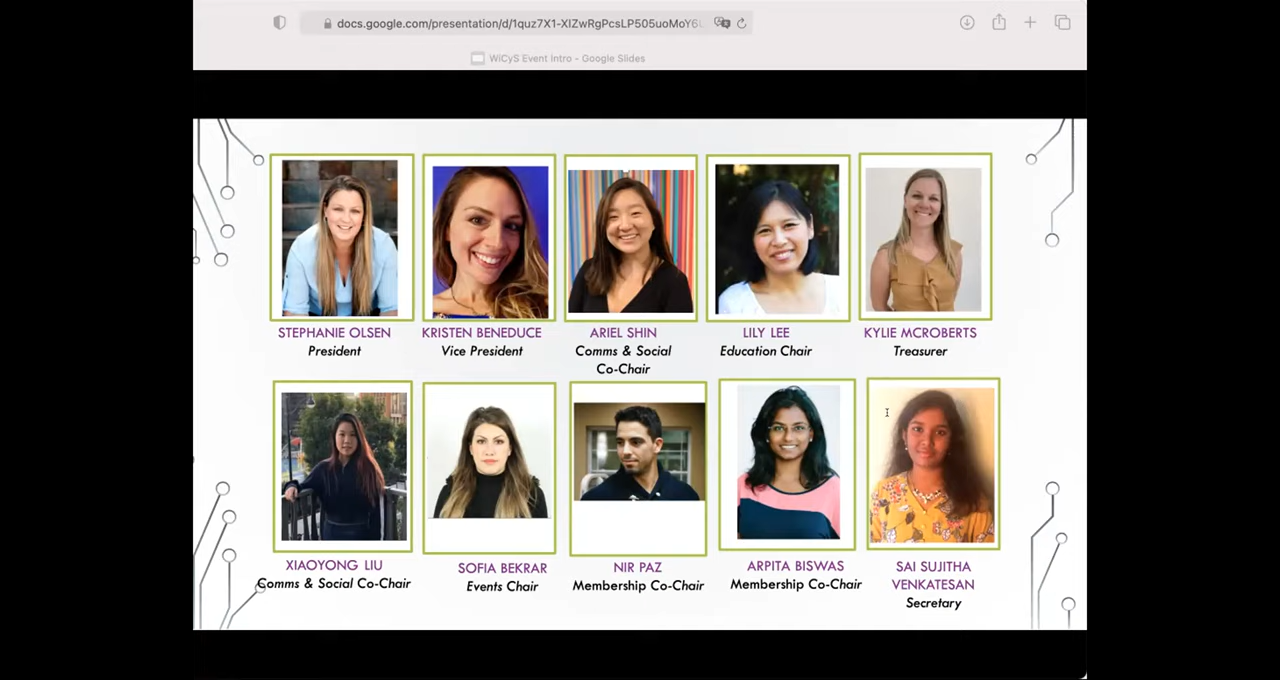 docs.google.com/presentation/d/1quz7X1-XIZwRgPcsLP505uoMoY6
WiCyS Event Intro - Google Slides
STEPHANIE OLSEN
President
KRISTEN BENEDUCE
Vice President
ARIEL SHIN
Comms & Social
Co-Chair
LILY LEE
Education Chair
KYLIE MCROBERTS
Treasurer
XIAOYONG LIU
Comms & Social Co-Chair
SOFIA BEKRAR
Events Chair
NIR PAZ
Membership Co-Chair
ARPITA BISWAS
Membership Co-Chair
SAI SUJITHA
VENKATESAN
Secretary